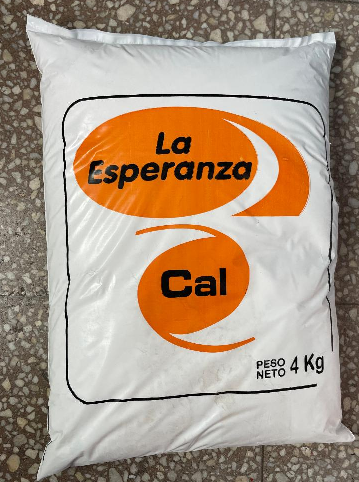 La
Esperanza
Cal
PESO
NETO 4 Kg